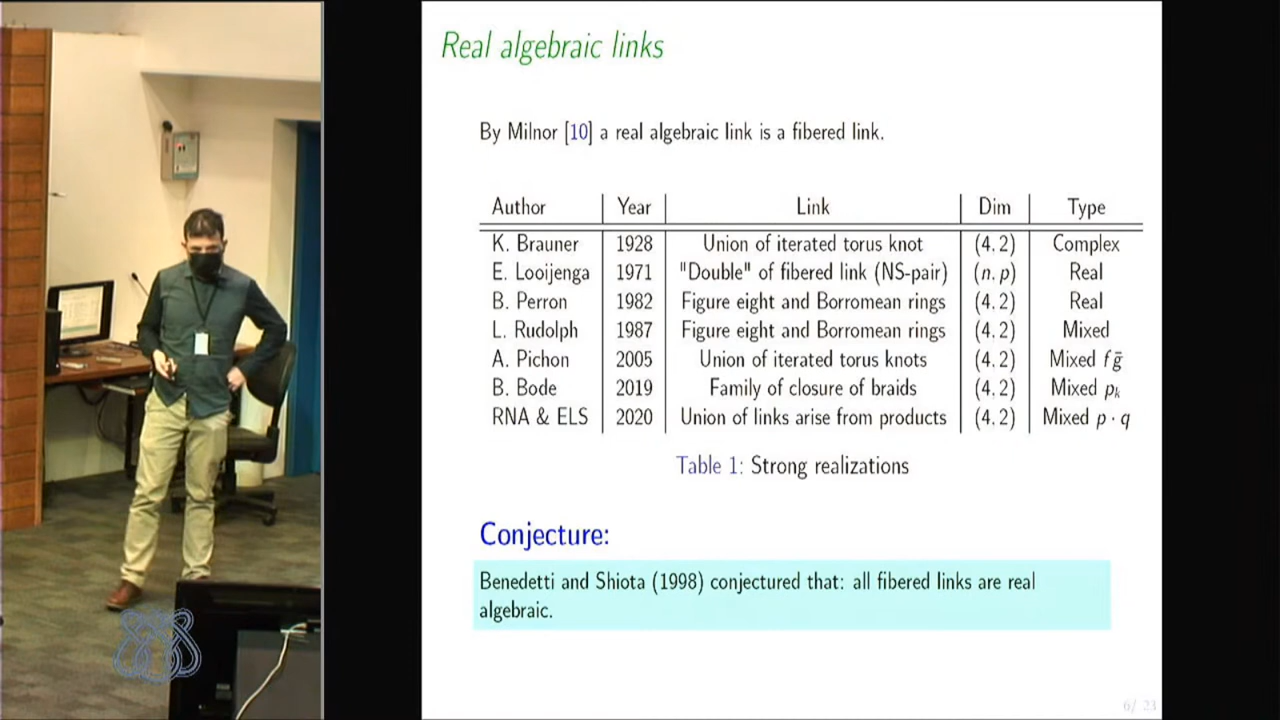 Real algebraic links
By Milnor [10] a real algebraic link is a fibered link.
Author Year Link Dim Type
K. Brauner 1928 Union of iterated torus knot (4.2) Complex
E. Looijenga 1971 "Double" of fibered link (NS-pair) (n.p) Real
B. Perron 1982 Figure eight and Borromean rings (4.2) Real
L. Rudolph 1987 Figure eight and Borromean rings (4.2) Mixed
A. Pichon 2005 Union of iterated torus knots (4.2) Mixed fḡ
B. Bode 2019 Family of closure of braids (4.2) Mixed pₖ
RNA & ELS 2020 Union of links arise from products (4.2) Mixed p · q
Table 1: Strong realizations
Conjecture:
Benedetti and Shiota (1998) conjectured that: all fibered links are real
algebraic.
6/ 23